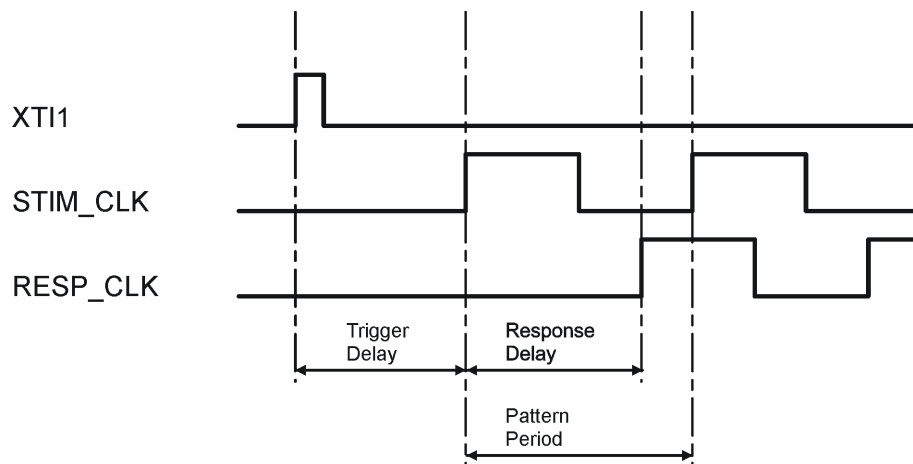 XTI1
STIM_CLK
RESP_CLK
Trigger
Delay
Response
Delay
Pattern
Period